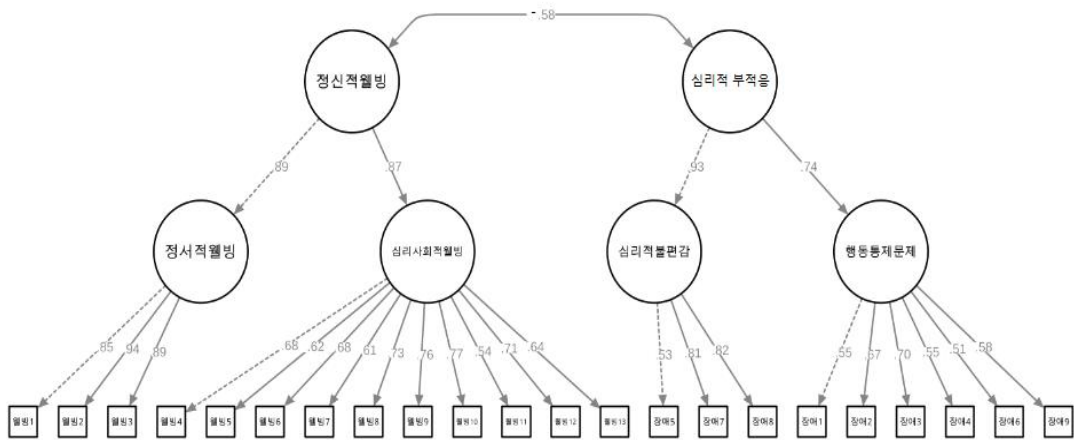 -.58
정신적웰빙 심리적 부적응
.89 .87 .93 .74
정서적웰빙 심리사회적웰빙 심리적불편감 행동통제문제
.85 .94 .89 .68 .62 .68 .61 .73 .76 .77 .54 .71 .64 .53 .81 .82 .55 .67 .70 .55 .51 .58
웰빙1 웰빙2 웰빙3 웰빙4 웰빙5 웰빙6 웰빙7 웰빙8 웰빙9 웰빙10 웰빙11 웰빙12 웰빙13 장애5 장애7 장애8 장애1 장애2 장애3 장애4 장애6 장애9